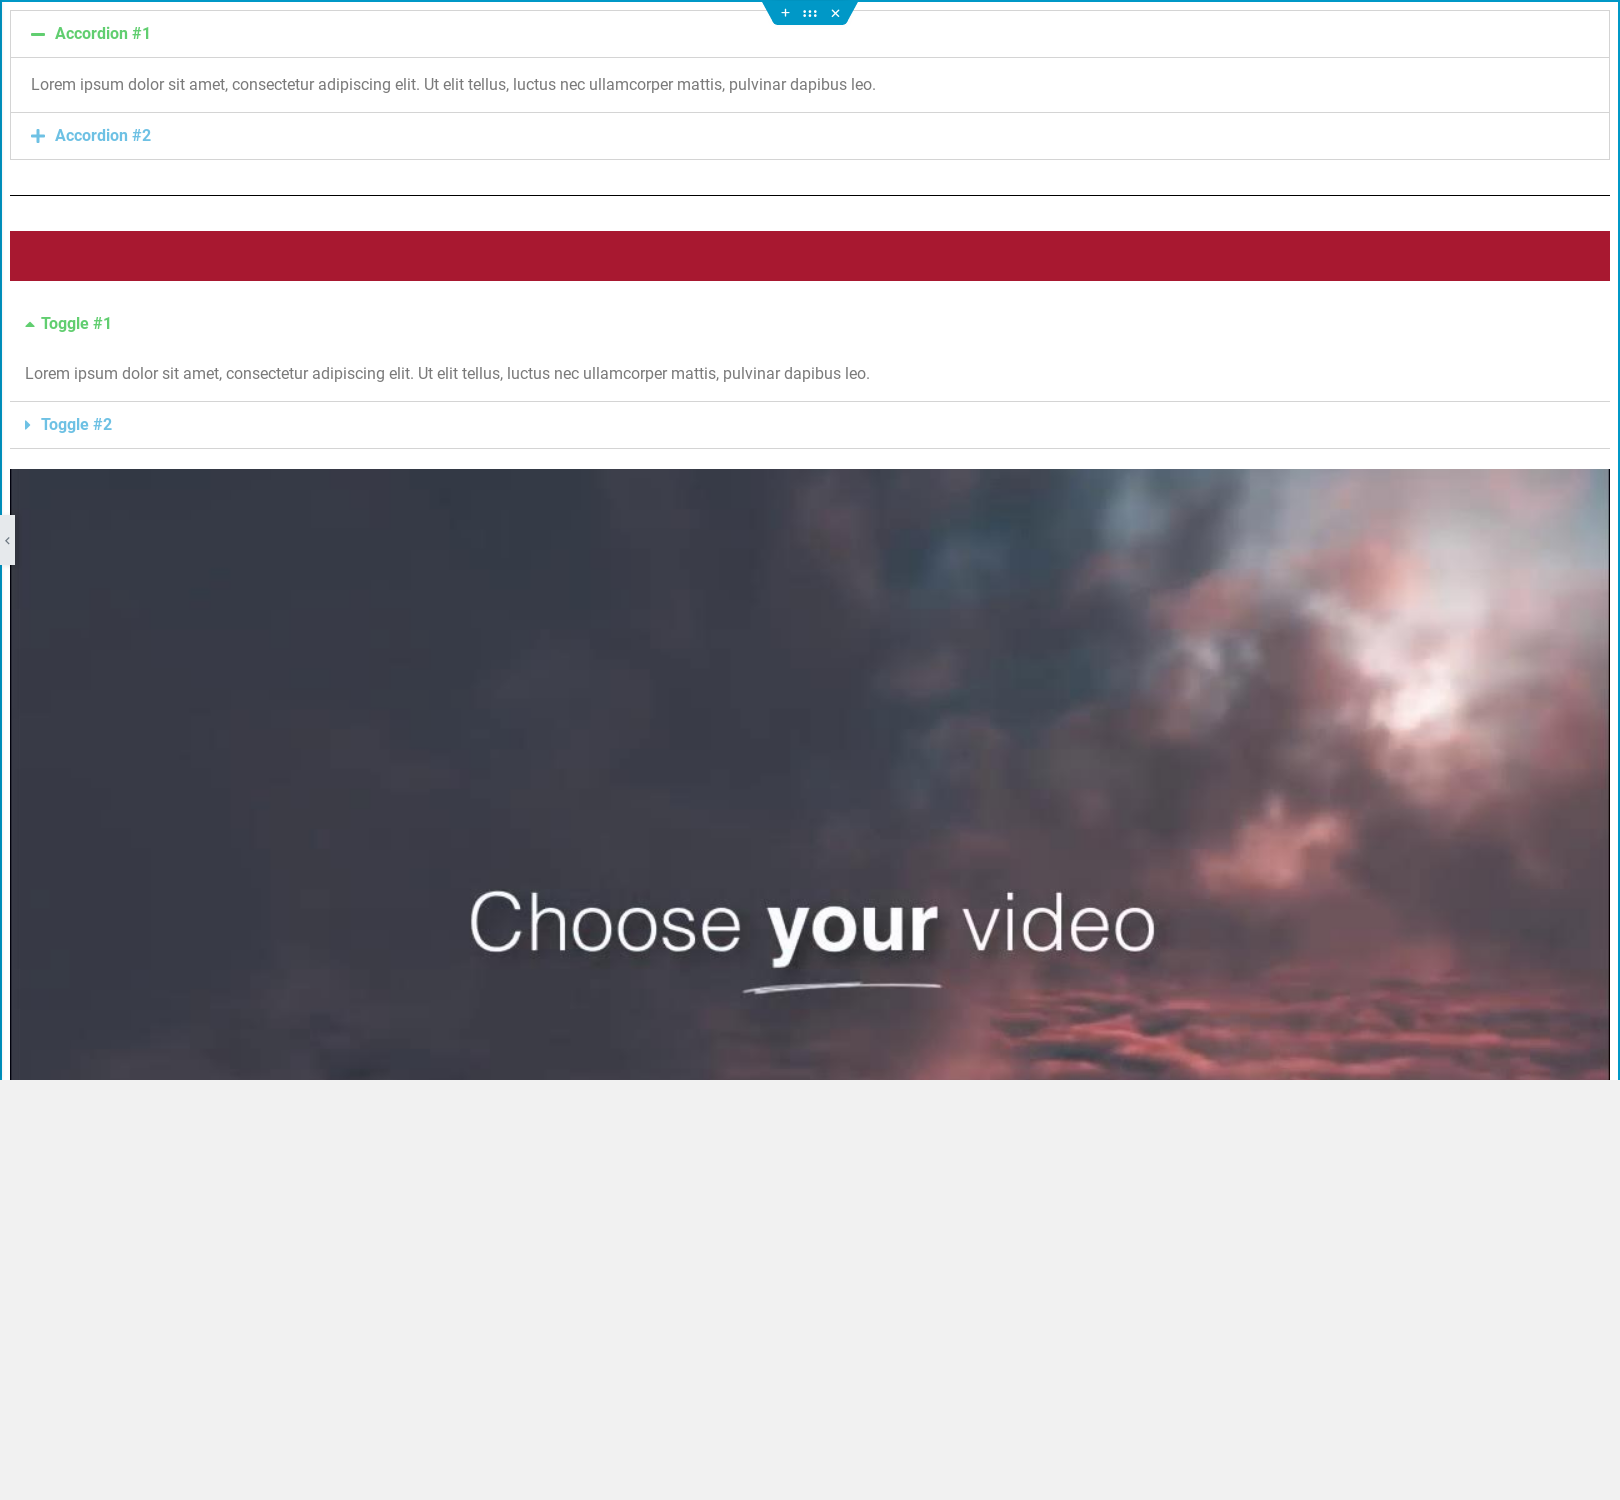 Accordion #1
Lorem ipsum dolor sit amet, consectetur adipiscing elit. Ut elit tellus, luctus nec ullamcorper mattis, pulvinar dapibus leo.
Accordion #2
Toggle #1
Lorem ipsum dolor sit amet, consectetur adipiscing elit. Ut elit tellus, luctus nec ullamcorper mattis, pulvinar dapibus leo.
Toggle #2
Choose your video